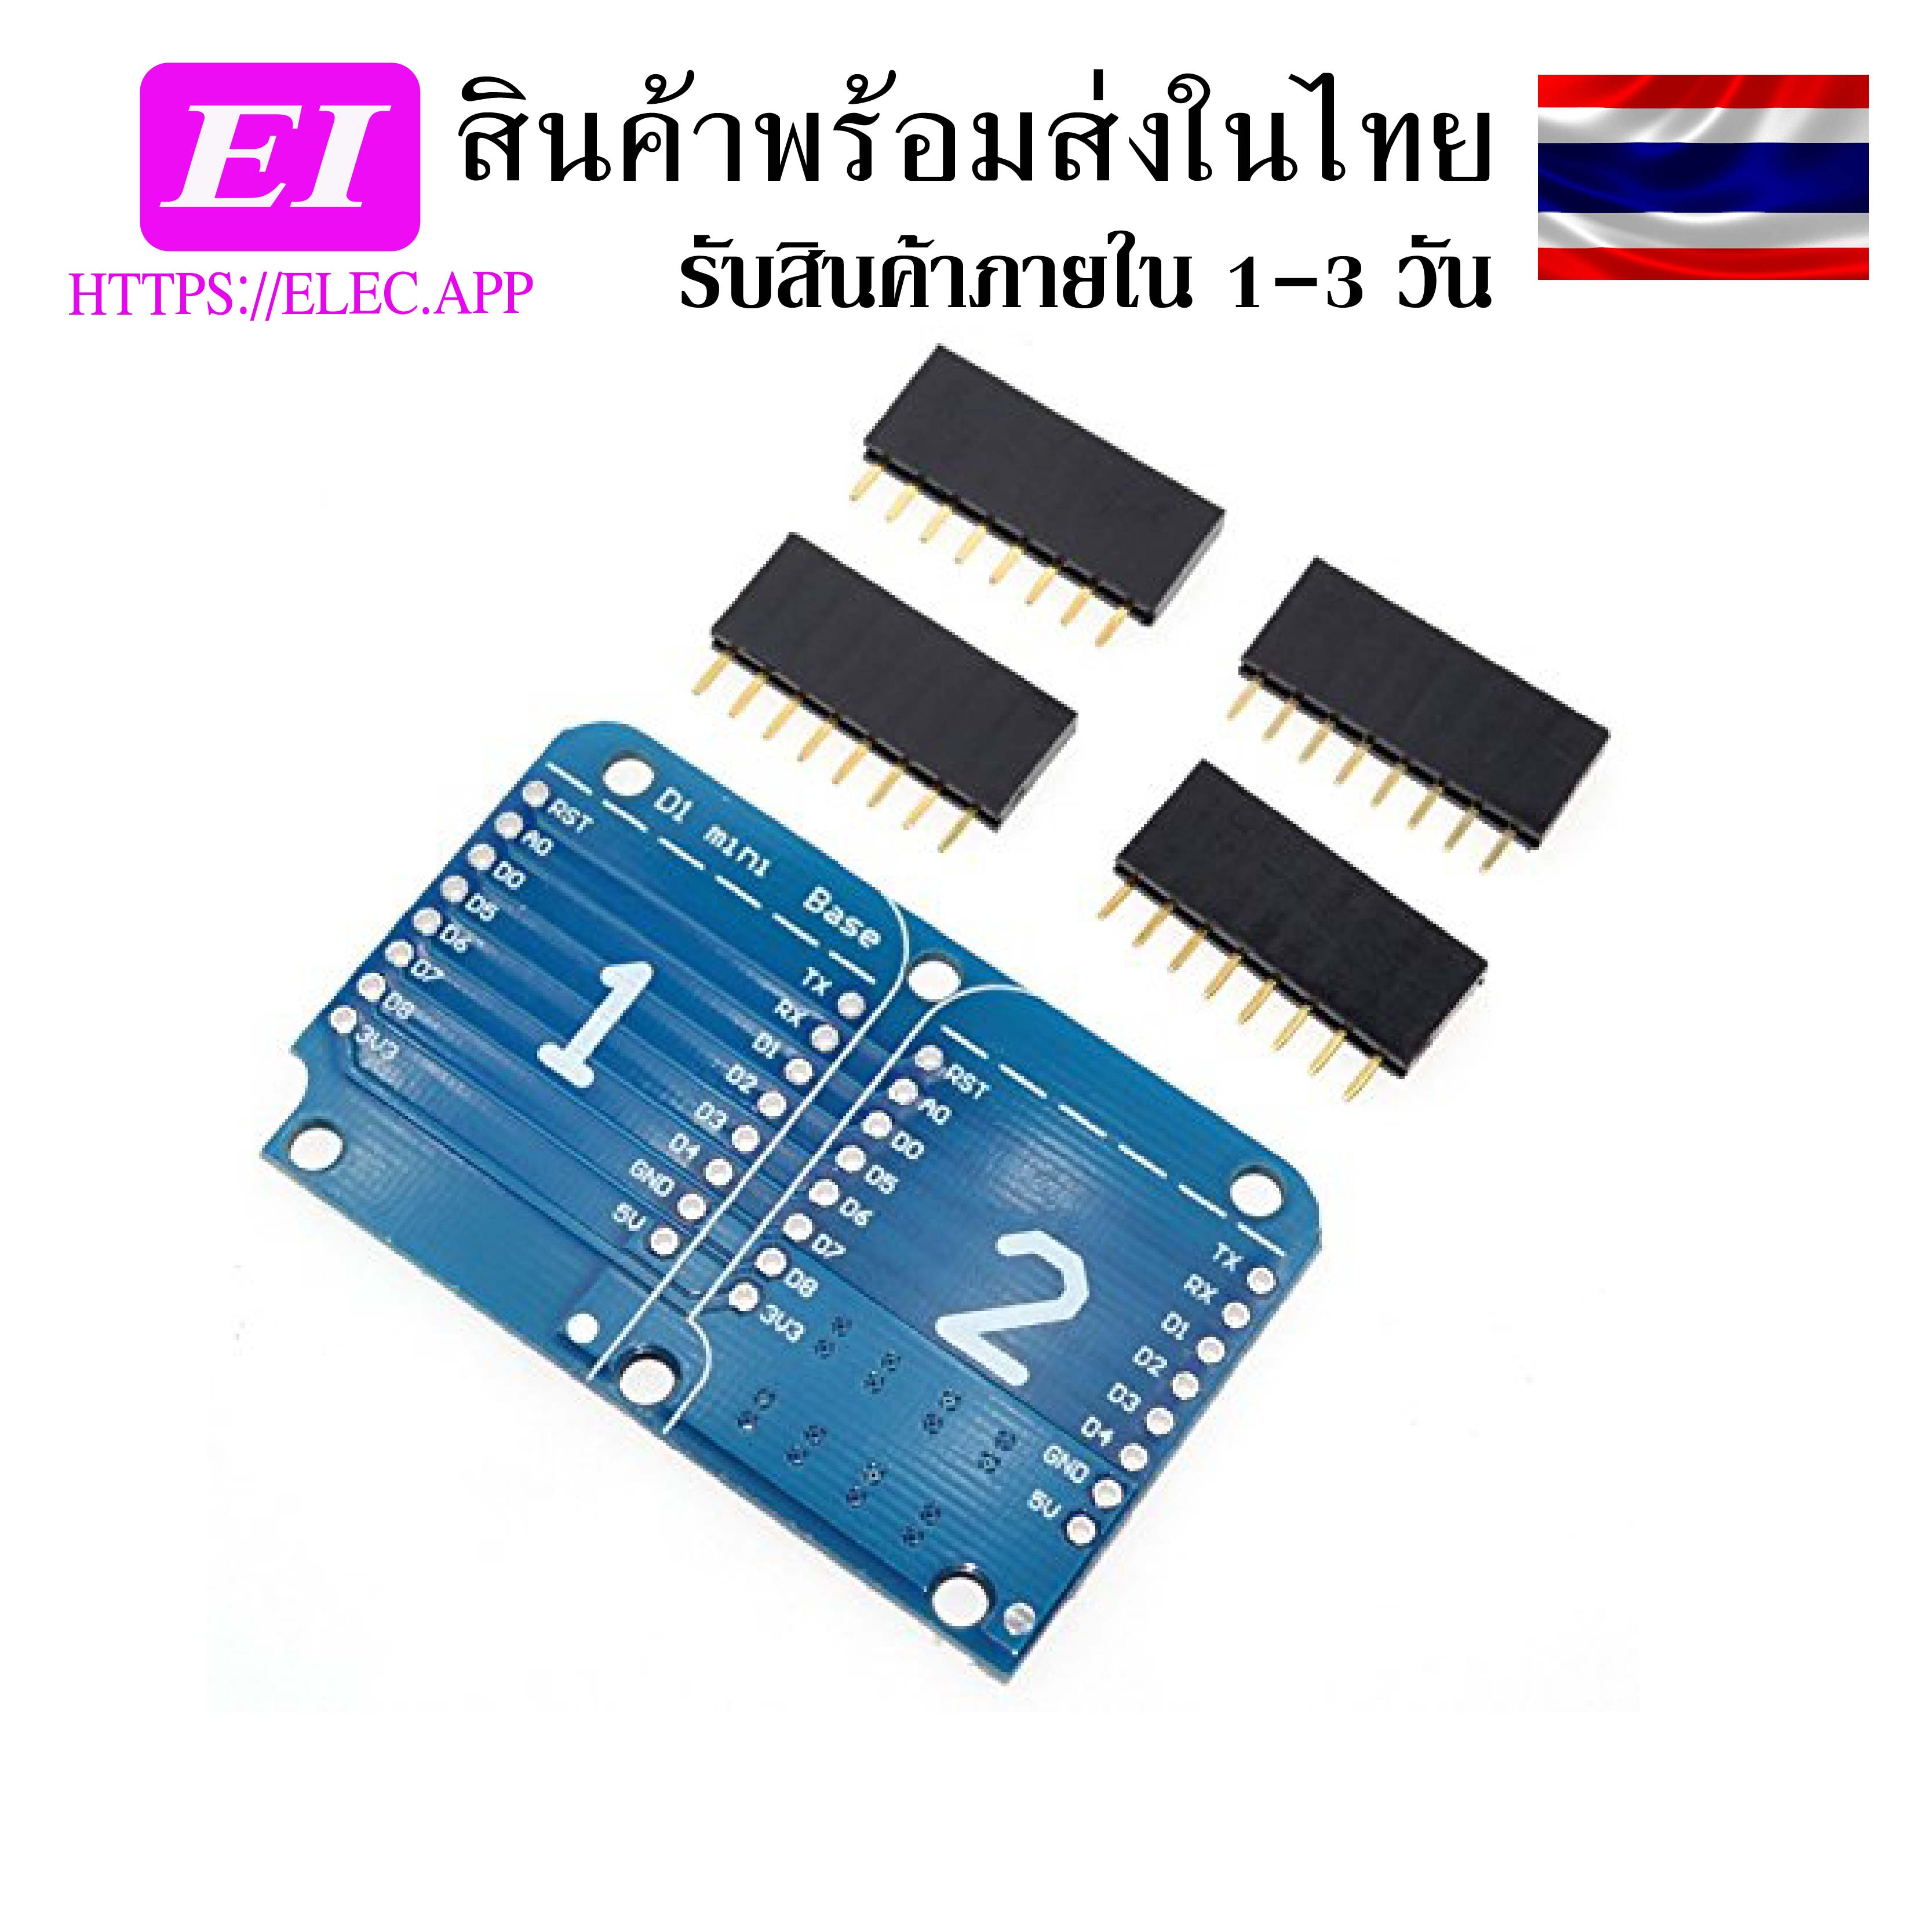 EI
สินค้าพร้อมส่งในไทย
HTTPS://ELEC.APP
รับสินค้าภายใน 1-3 วัน
D1 mini Base
RST
A0
D0
D5
D6
D7
D8
3V3
1
TX
RX
D1
D2
D3
D4
GND
5V
RST
A0
D0
D5
D6
D7
D8
3V3
2
TX
RX
D1
D2
D3
D4
GND
5V